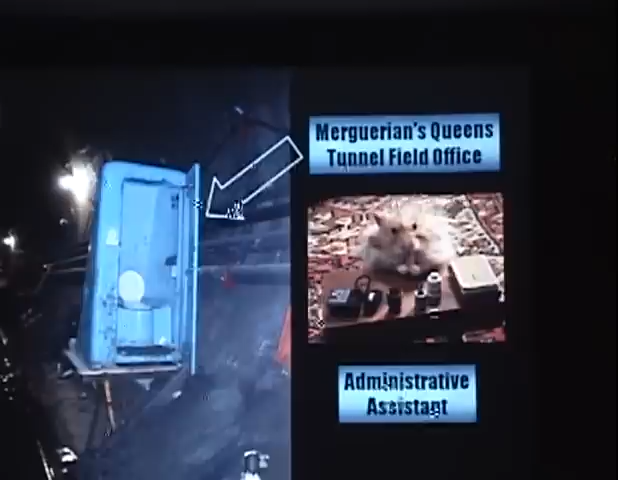 Merguerian's Queens
Tunnel Field Office
Administrative
Assistant